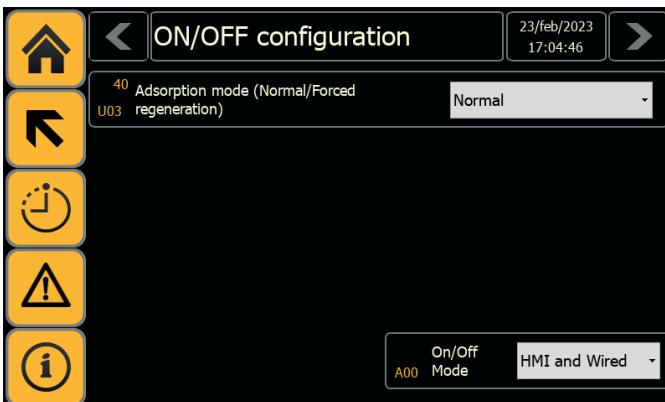 ON/OFF configuration
23/feb/2023
17:04:46
40
Adsorption mode (Normal/Forced
U03 regeneration)
Normal
On/Off
A00 Mode
HMI and Wired
i